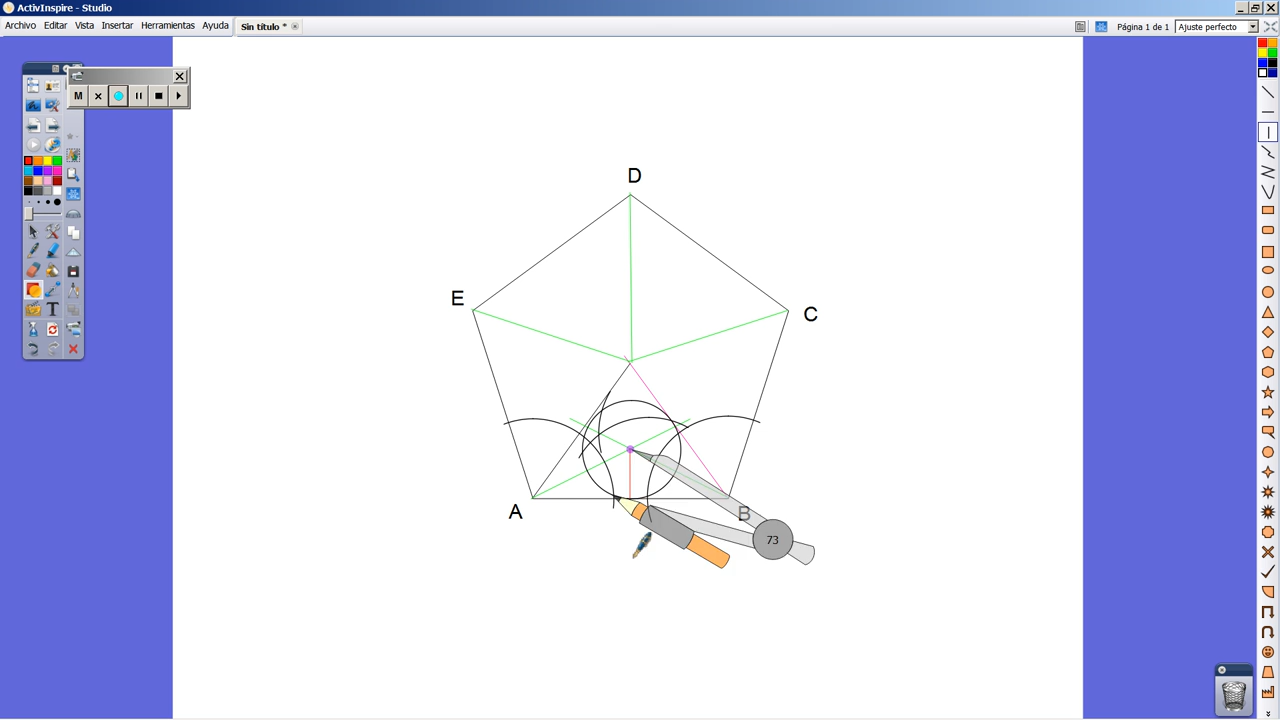 ActivInspire - Studio
Archivo Editar Vista Insertar Herramientas Ayuda
Sin título *
Página 1 de 1
Ajuste perfecto
M
T
D
E
C
A
B
73